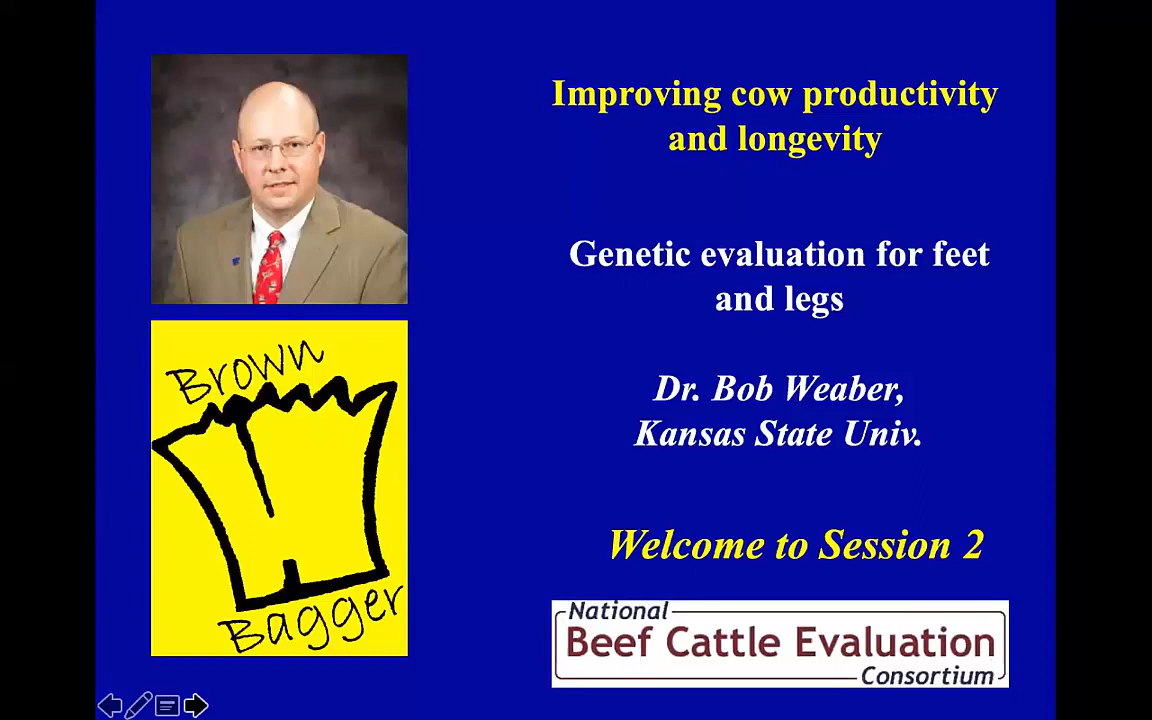 Improving cow productivity
and longevity
Genetic evaluation for feet
and legs
Dr. Bob Weaber,
Kansas State Univ.
Welcome to Session 2
Brown
Bagger
National
Beef Cattle Evaluation
Consortium